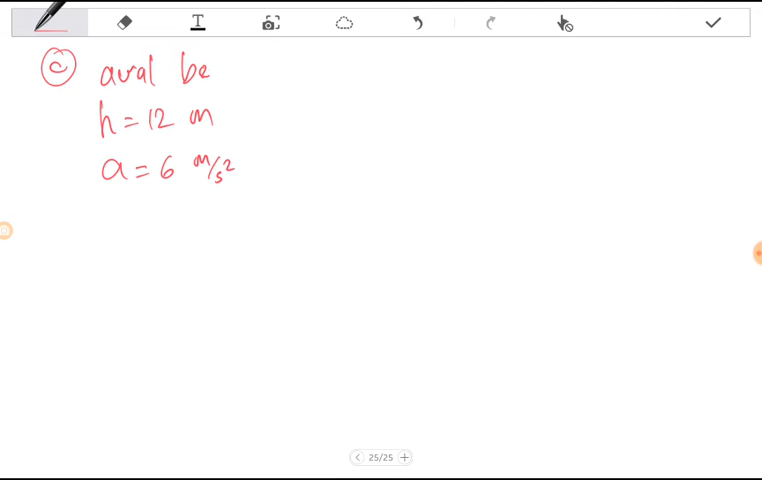 ⓒ aval be
h = 12 m
a = 6 m/s²
T
25/25